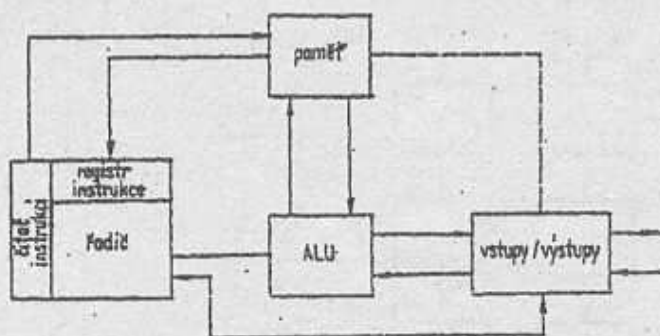 paměť
registr
instrukce
čítač
instrukcí
řadič
ALU
vstupy/výstupy